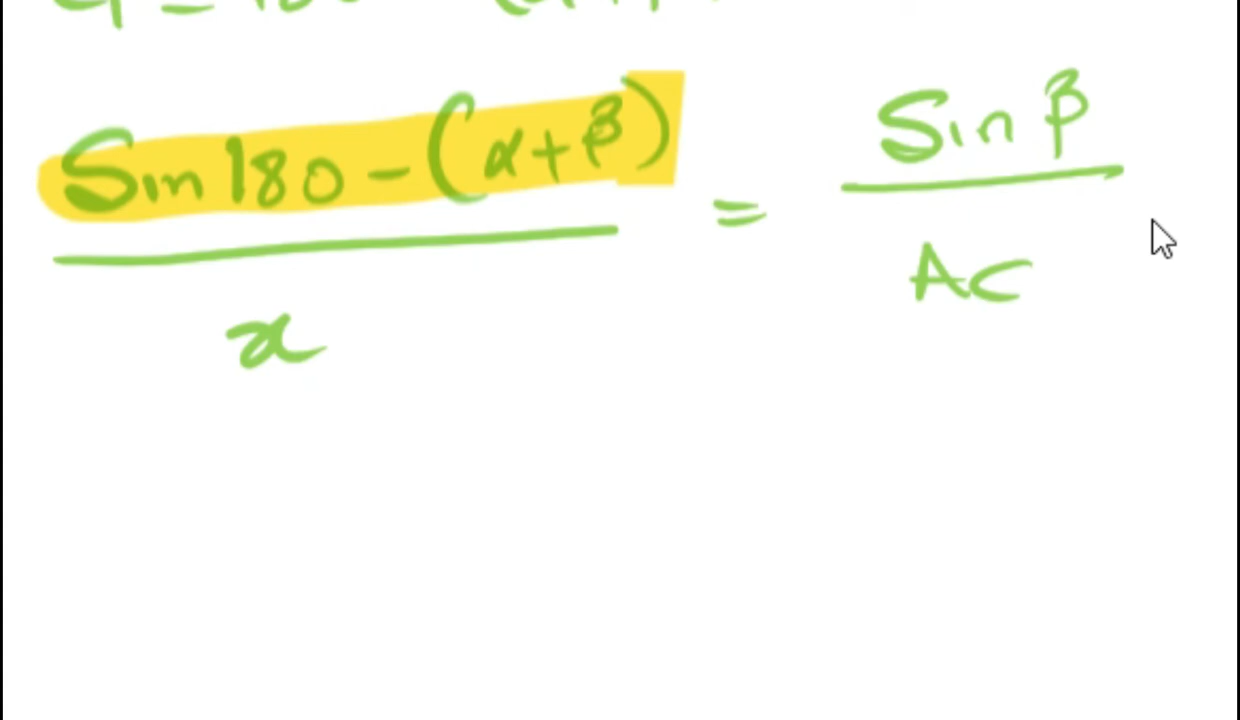 Sin 180 - (α+β)
x
=
Sin β
AC